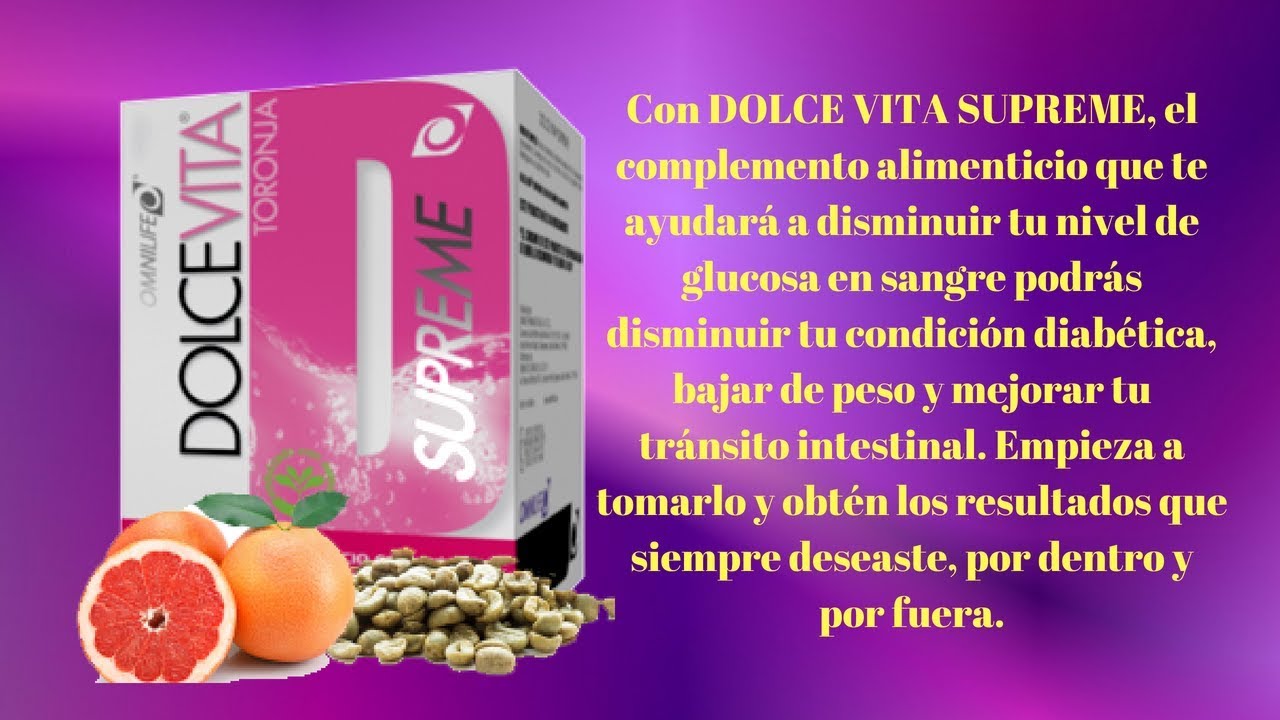 OMNILIFE
DOLCEVITA®
TORONJA
SUPREME
OMNILIFE
Con DOLCE VITA SUPREME, el
complemento alimenticio que te
ayudará a disminuir tu nivel de
glucosa en sangre podrás
disminuir tu condición diabética,
bajar de peso y mejorar tu
tránsito intestinal. Empieza a
tomarlo y obtén los resultados que
siempre deseaste, por dentro y
por fuera.